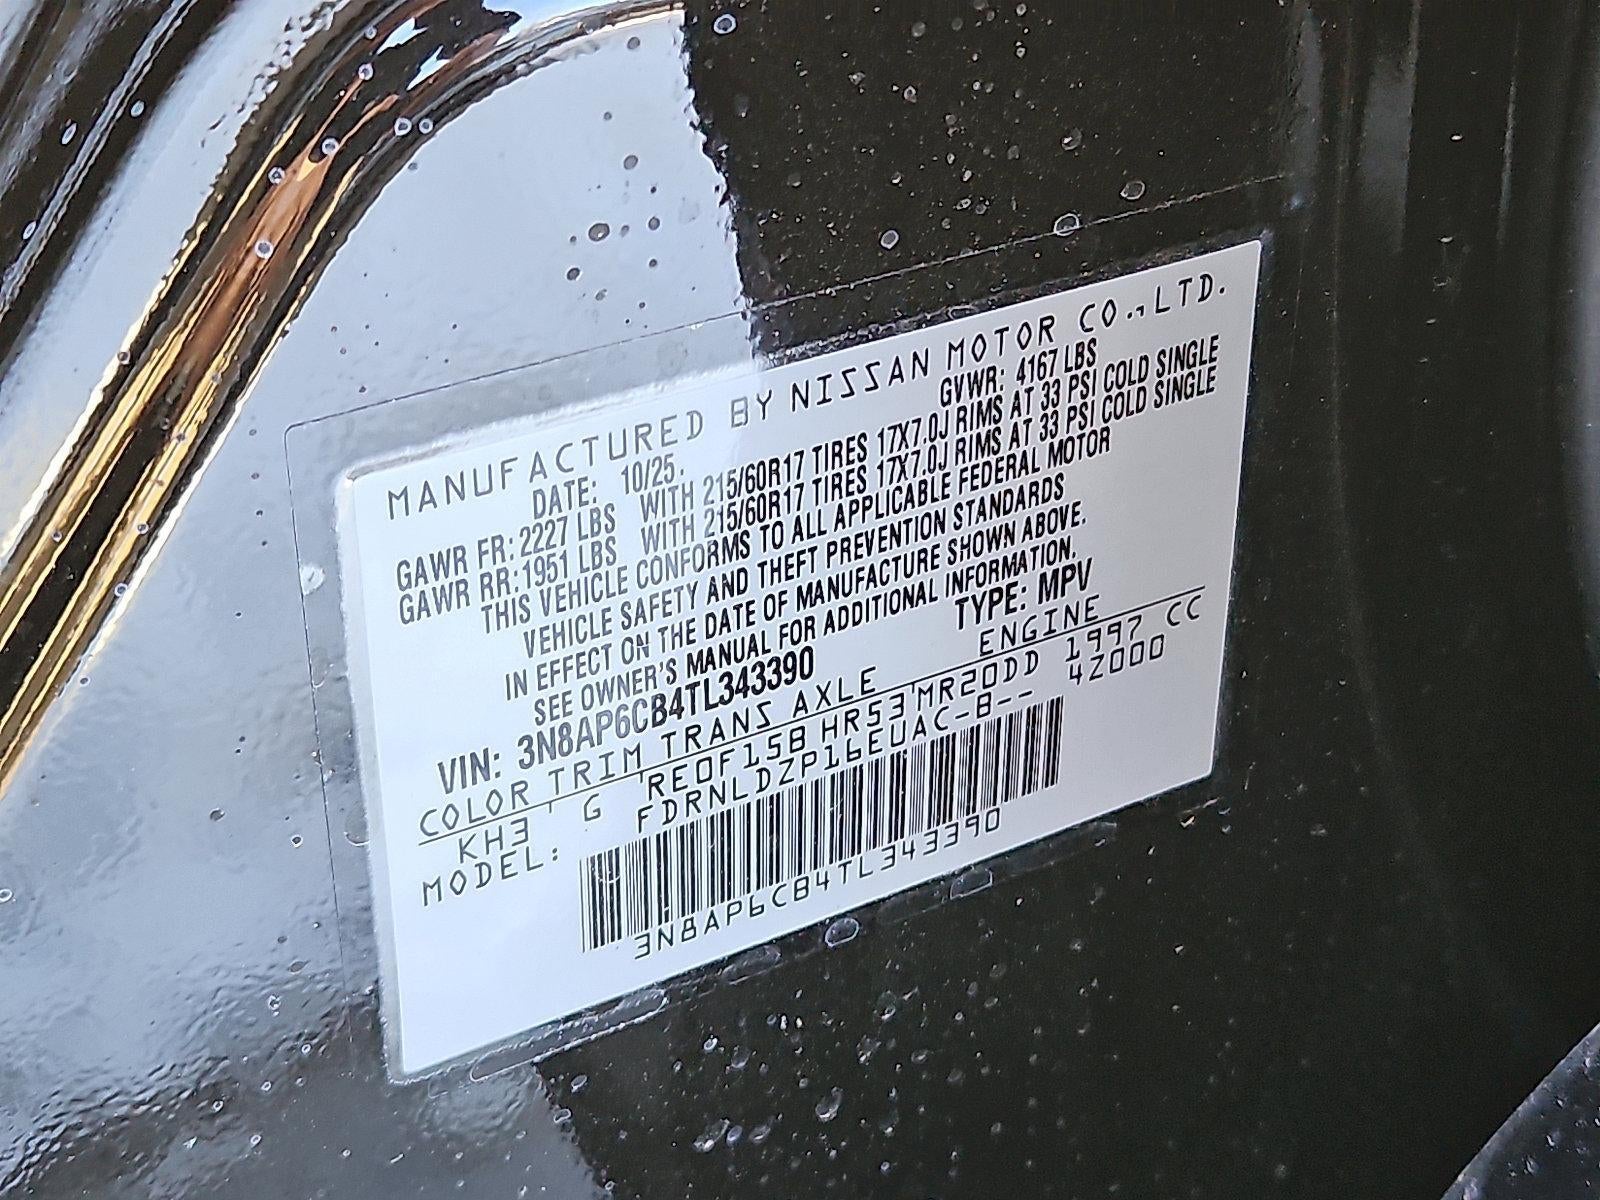 MANUFACTURED BY NISSAN MOTOR CO.,LTD.
DATE: 10/25. GVWR: 4167 LBS
GAWR FR: 2227 LBS WITH 215/60R17 TIRES 17X7.0J RIMS AT 33 PSI COLD SINGLE
GAWR RR: 1951 LBS WITH 215/60R17 TIRES 17X7.0J RIMS AT 33 PSI COLD SINGLE
THIS VEHICLE CONFORMS TO ALL APPLICABLE FEDERAL MOTOR
VEHICLE SAFETY AND THEFT PREVENTION STANDARDS
IN EFFECT ON THE DATE OF MANUFACTURE SHOWN ABOVE.
SEE OWNER'S MANUAL FOR ADDITIONAL INFORMATION.
VIN: 3N8AP6CB4TL343390 TYPE: MPV
COLOR TRIM TRANS AXLE ENGINE
KH3 G RE0F15B HR53 MR20DD 1997 CC
MODEL: FDRNLDZP16EUAC-B-- 4Z000
3N8AP6CB4TL343390